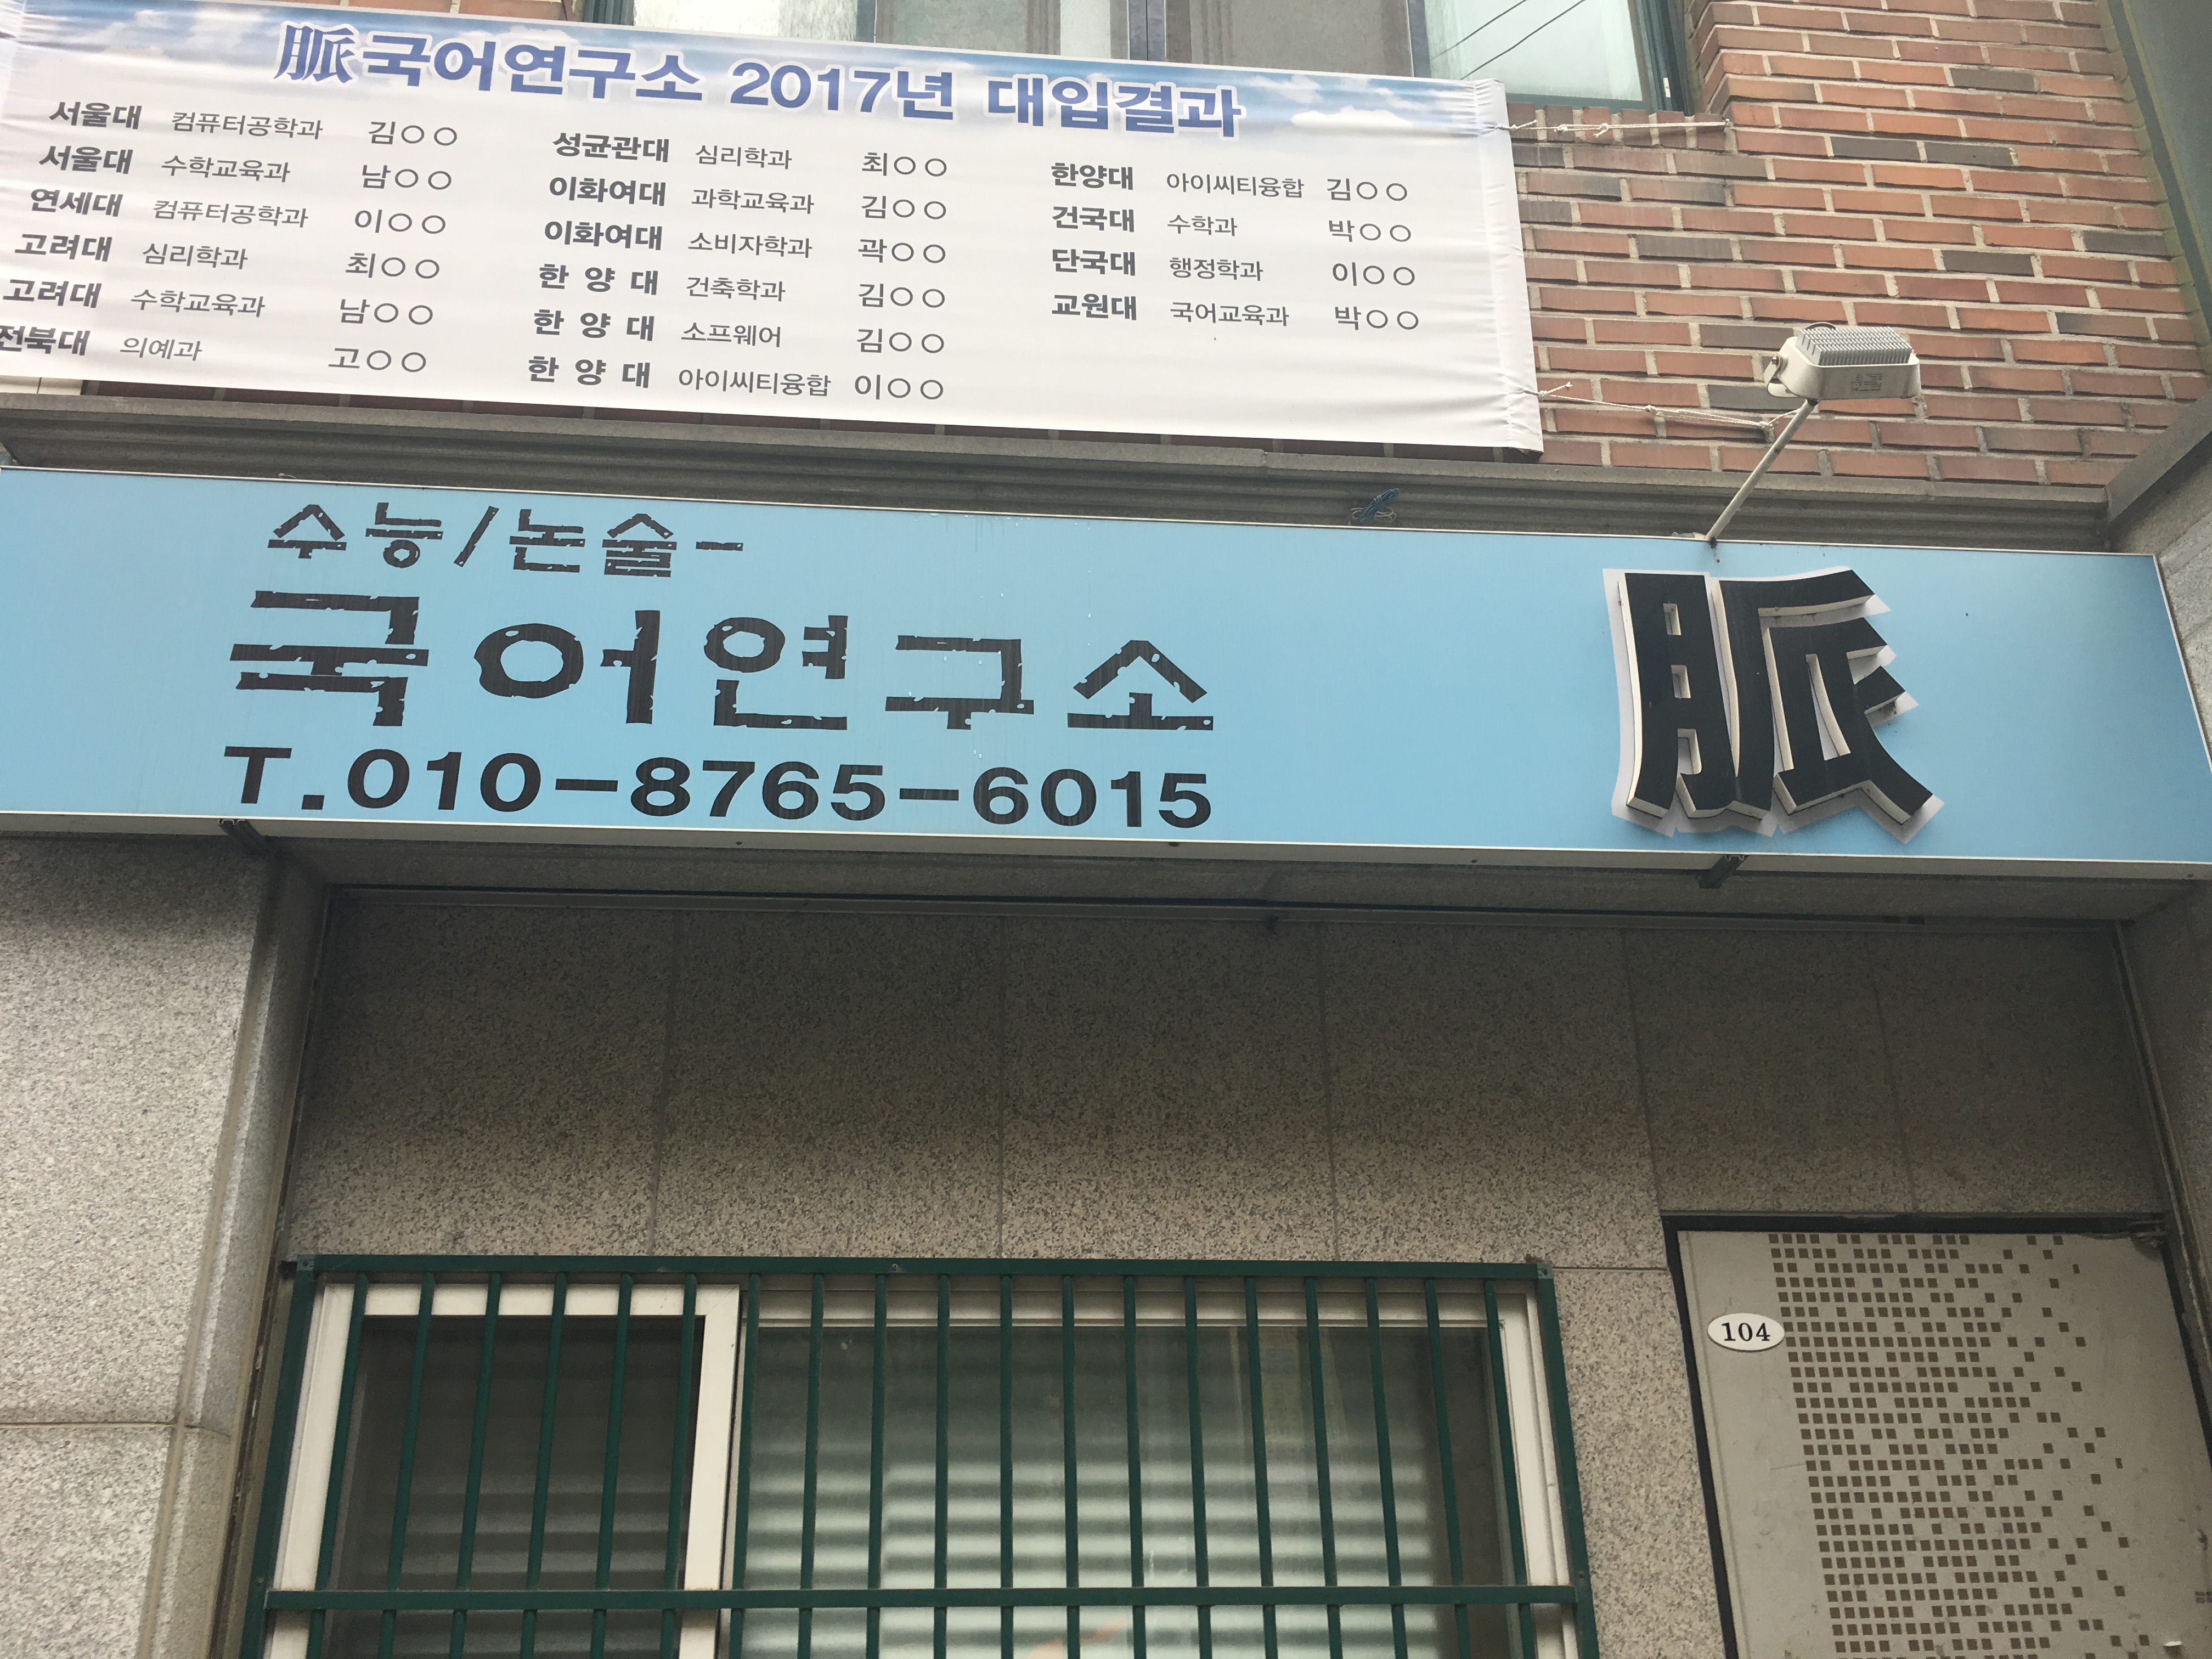 脈국어연구소 2017년 대입결과
서울대 컴퓨터공학과 김○○
서울대 수학교육과 남○○
연세대 컴퓨터공학과 이○○
고려대 심리학과 최○○
고려대 수학교육과 남○○
전북대 의예과 고○○
성균관대 심리학과 최○○
이화여대 과학교육과 김○○
이화여대 소비자학과 곽○○
한 양 대 건축학과 김○○
한 양 대 소프웨어 김○○
한 양 대 아이씨티융합 이○○
한양대 아이씨티융합 김○○
건국대 수학과 박○○
단국대 행정학과 이○○
교원대 국어교육과 박○○
수능/논술-
국어연구소
T.010-8765-6015
脈
104